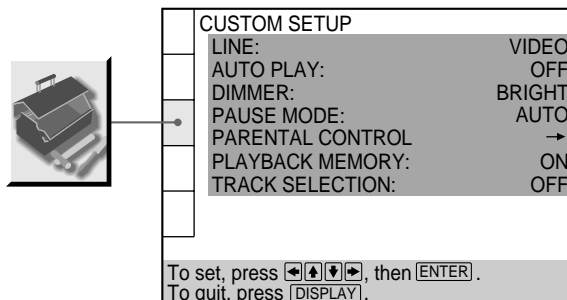 CUSTOM SETUP
LINE: VIDEO
AUTO PLAY: OFF
DIMMER: BRIGHT
PAUSE MODE: AUTO
PARENTAL CONTROL →
PLAYBACK MEMORY: ON
TRACK SELECTION: OFF
To set, press ←↑↓→, then ENTER.
To quit, press DISPLAY.